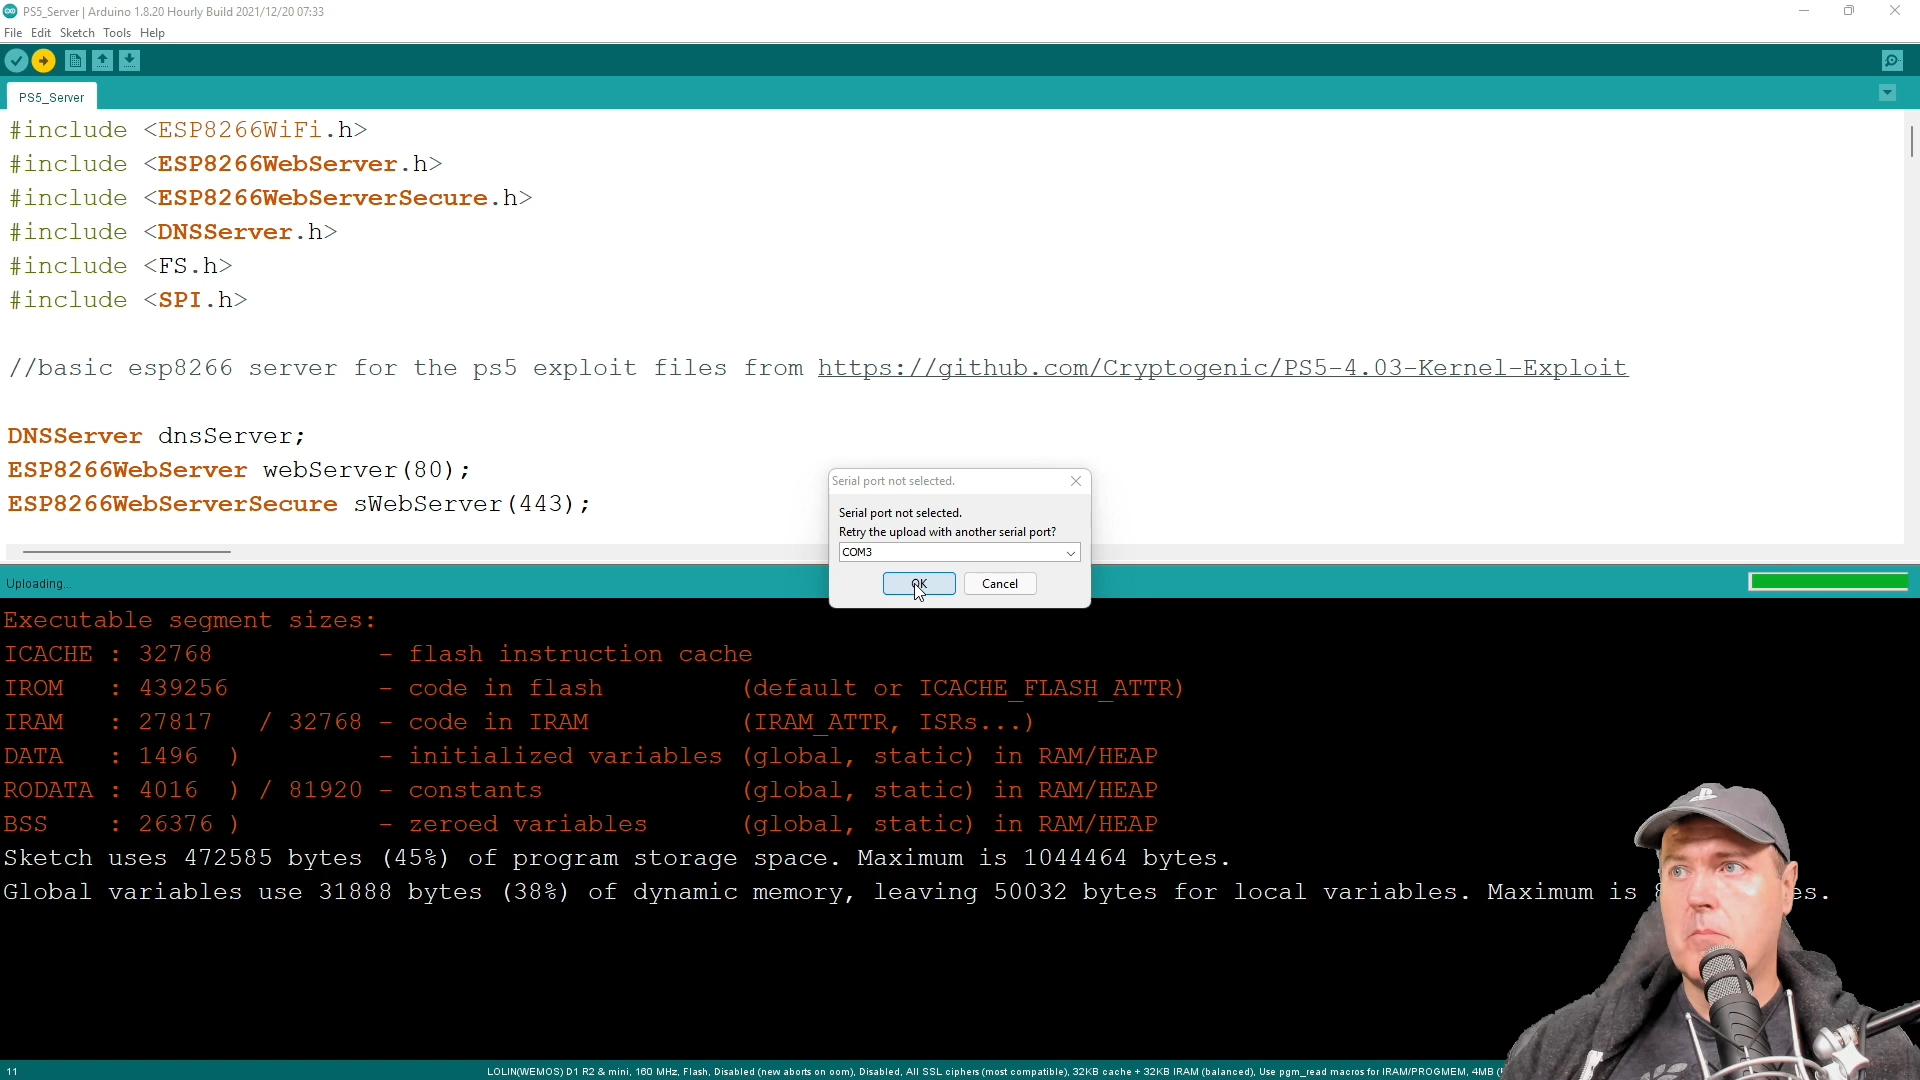 PS5_Server | Arduino 1.8.20 Hourly Build 2021/12/20 07:33
File Edit Sketch Tools Help
PS5_Server
#include <ESP8266WiFi.h>
#include <ESP8266WebServer.h>
#include <ESP8266WebServerSecure.h>
#include <DNSServer.h>
#include <FS.h>
#include <SPI.h>
//basic esp8266 server for the ps5 exploit files from https://github.com/Cryptogenic/PS5-4.03-Kernel-Exploit
DNSServer dnsServer;
ESP8266WebServer webServer(80);
ESP8266WebServerSecure sWebServer(443);
Serial port not selected.
Serial port not selected.
Retry the upload with another serial port?
COM3
OK Cancel
Uploading...
Executable segment sizes:
ICACHE : 32768 - flash instruction cache
IROM : 439256 - code in flash (default or ICACHE_FLASH_ATTR)
IRAM : 27817 / 32768 - code in IRAM (IRAM_ATTR, ISRs...)
DATA : 1496 ) - initialized variables (global, static) in RAM/HEAP
RODATA : 4016 ) / 81920 - constants (global, static) in RAM/HEAP
BSS : 26376 ) - zeroed variables (global, static) in RAM/HEAP
Sketch uses 472585 bytes (45%) of program storage space. Maximum is 1044464 bytes.
Global variables use 31888 bytes (38%) of dynamic memory, leaving 50032 bytes for local variables. Maximum is
11 LOLIN(WEMOS) D1 R2 & mini, 160 MHz, Flash, Disabled (new aborts on oom), Disabled, All SSL ciphers (most compatible), 32KB cache + 32KB IRAM (balanced), Use pgm_read macros for IRAM/PROGMEM, 4MB